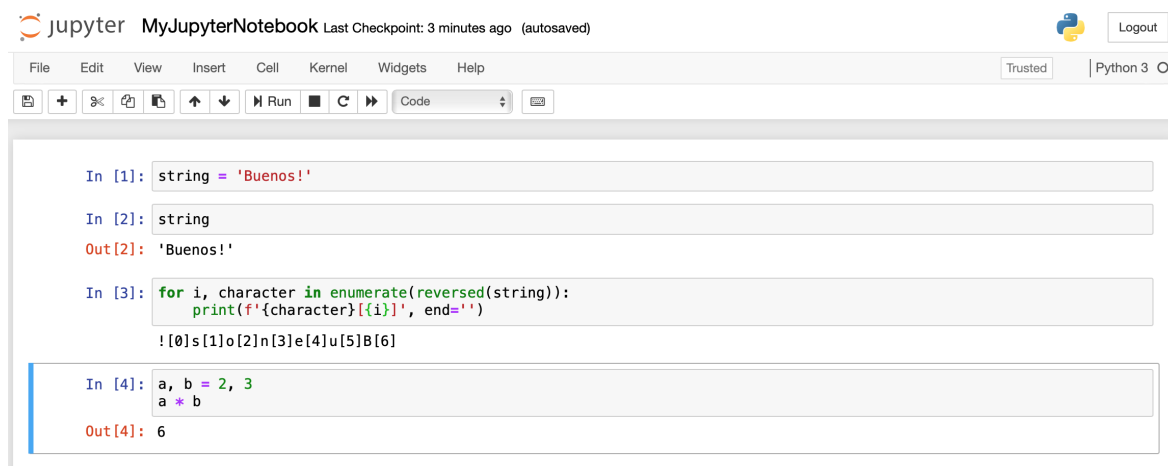 jupyter MyJupyterNotebook Last Checkpoint: 3 minutes ago (autosaved) Logout
File Edit View Insert Cell Kernel Widgets Help Trusted Python 3
Run Code
In [1]: string = 'Buenos!'
In [2]: string
Out[2]: 'Buenos!'
In [3]: for i, character in enumerate(reversed(string)):
print(f'{character}[{i}]', end='')
![0]s[1]o[2]n[3]e[4]u[5]B[6]
In [4]: a, b = 2, 3
a * b
Out[4]: 6